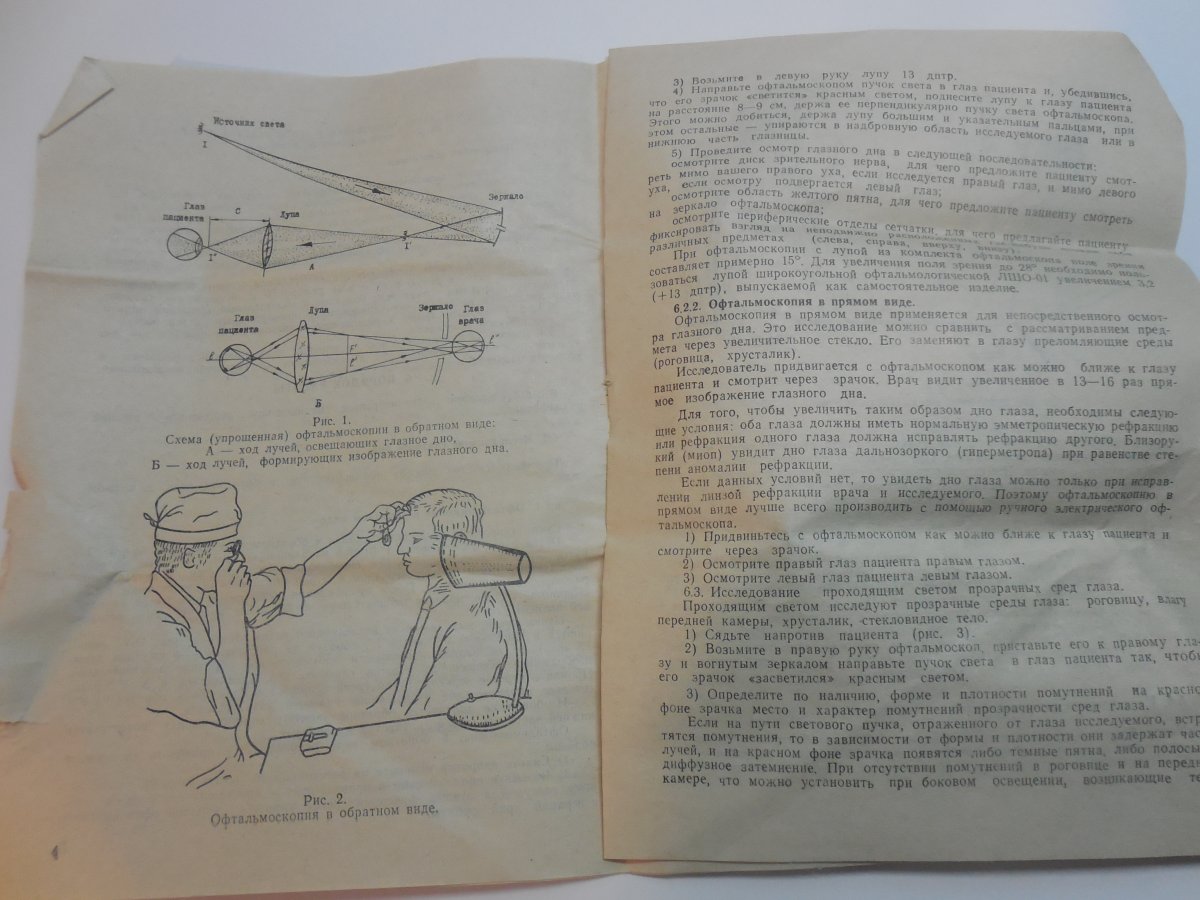 Источник света
I
Зеркало
Глаз
пациента
С
Лупа
I"
I'
А
Глаз
пациента
Лупа
Зеркало
Глаз
врача
Б
Рис. 1.
Схема (упрощенная) офтальмоскопии в обратном виде:
А — ход лучей, освещающих глазное дно,
Б — ход лучей, формирующих изображение глазного дна.
Рис. 2.
Офтальмоскопия в обратном виде.
4
3) Возьмите в левую руку лупу 13 дптр.
4) Направьте офтальмоскопом пучок света в глаз пациента и, убедившись,
что его зрачок «светится» красным светом, поднесите лупу к глазу пациента
на расстояние 8—9 см, держа ее перпендикулярно пучку света офтальмоскопа.
Этого можно добиться, держа лупу большим и указательным пальцами, при
этом остальные — упираются в надбровную область исследуемого глаза или в
нижнюю часть глазницы.
5) Проведите осмотр глазного дна в следующей последовательности:
осмотрите диск зрительного нерва, для чего предложите пациенту смот-
реть мимо вашего правого уха, если исследуется правый глаз, и мимо левого
уха, если осмотру подвергается левый глаз;
осмотрите область желтого пятна, для чего предложите пациенту смотреть
на зеркало офтальмоскопа;
осмотрите периферические отделы сетчатки, для чего предлагайте пациенту
фиксировать взгляд на неподвижно
различных предметах (слева, справа, вверху, внизу).
При офтальмоскопии с лупой из комплекта офтальмоскопа поле зрения
составляет примерно 15°. Для увеличения поля зрения до 28° необходимо поль-
зоваться лупой широкоугольной офтальмологической ЛШО-01 увеличением 3,2
(+13 дптр), выпускаемой как самостоятельное изделие.
6.2.2. Офтальмоскопия в прямом виде.
Офтальмоскопия в прямом виде применяется для непосредственного осмот-
ра глазного дна. Это исследование можно сравнить с рассматриванием пред-
мета через увеличительное стекло. Его заменяют в глазу преломляющие среды
(роговица, хрусталик).
Исследователь придвигается с офтальмоскопом как можно ближе к глазу
пациента и смотрит через зрачок. Врач видит увеличенное в 13—16 раз пря-
мое изображение глазного дна.
Для того, чтобы увеличить таким образом дно глаза, необходимы следую-
щие условия: оба глаза должны иметь нормальную эмметропическую рефракцию
или рефракция одного глаза должна исправлять рефракцию другого. Близору-
кий (миоп) увидит дно глаза дальнозоркого (гиперметропа) при равенстве сте-
пени аномалии рефракции.
Если данных условий нет, то увидеть дно глаза можно только при исправ-
лении линзой рефракции врача и исследуемого. Поэтому офтальмоскопию в
прямом виде лучше всего производить с помощью ручного электрического оф-
тальмоскопа.
1) Придвиньтесь с офтальмоскопом как можно ближе к глазу пациента и
смотрите через зрачок.
2) Осмотрите правый глаз пациента правым глазом.
3) Осмотрите левый глаз пациента левым глазом.
6.3. Исследование проходящим светом прозрачных сред глаза.
Проходящим светом исследуют прозрачные среды глаза: роговицу, влагу
передней камеры, хрусталик, стекловидное тело.
1) Сядьте напротив пациента (рис. 3).
2) Возьмите в правую руку офтальмоскоп, приставьте его к правому гла-
зу и вогнутым зеркалом направьте пучок света в глаз пациента так, чтобы
его зрачок «засветился» красным светом.
3) Определите по наличию, форме и плотности помутнений на красно
фоне зрачка место и характер помутнений прозрачности сред глаза.
Если на пути светового пучка, отраженного от глаза исследуемого, встр
тятся помутнения, то в зависимости от формы и плотности они задержат час
лучей, и на красном фоне зрачка появятся либо темные пятна, либо полосы
диффузное затемнение. При отсутствии помутнений в роговице и на передн
камере, что можно установить при боковом освещении, возникающие те